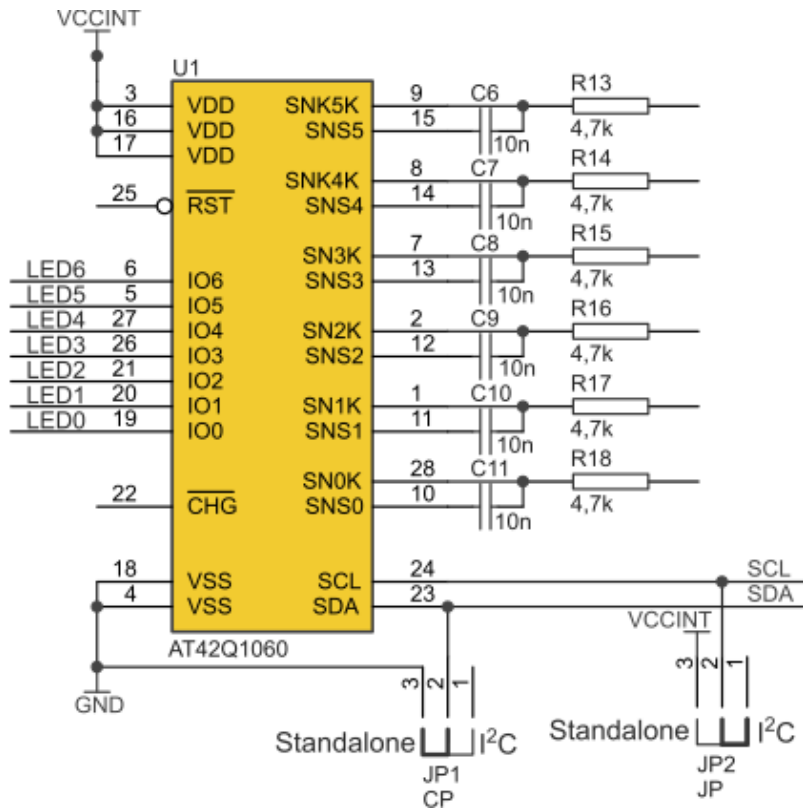 VCCINT
U1
3 VDD SNK5K 9 C6 R13
16 VDD SNS5 15 10n 4,7k
17 VDD
SNK4K 8 C7 R14
25 RST SNS4 14 10n 4,7k
SN3K 7 C8 R15
LED6 6 IO6 SNS3 13 10n 4,7k
LED5 5 IO5
LED4 27 IO4 SN2K 2 C9 R16
LED3 26 IO3 SNS2 12 10n 4,7k
LED2 21 IO2
LED1 20 IO1 SN1K 1 C10 R17
LED0 19 IO0 SNS1 11 10n 4,7k
SN0K 28 C11 R18
22 CHG SNS0 10 10n 4,7k
18 VSS SCL 24 SCL
4 VSS SDA 23 SDA
AT42Q1060
VCCINT
3 2 1
3 2 1
GND
Standalone I²C
Standalone I²C
JP1
CP
JP2
JP